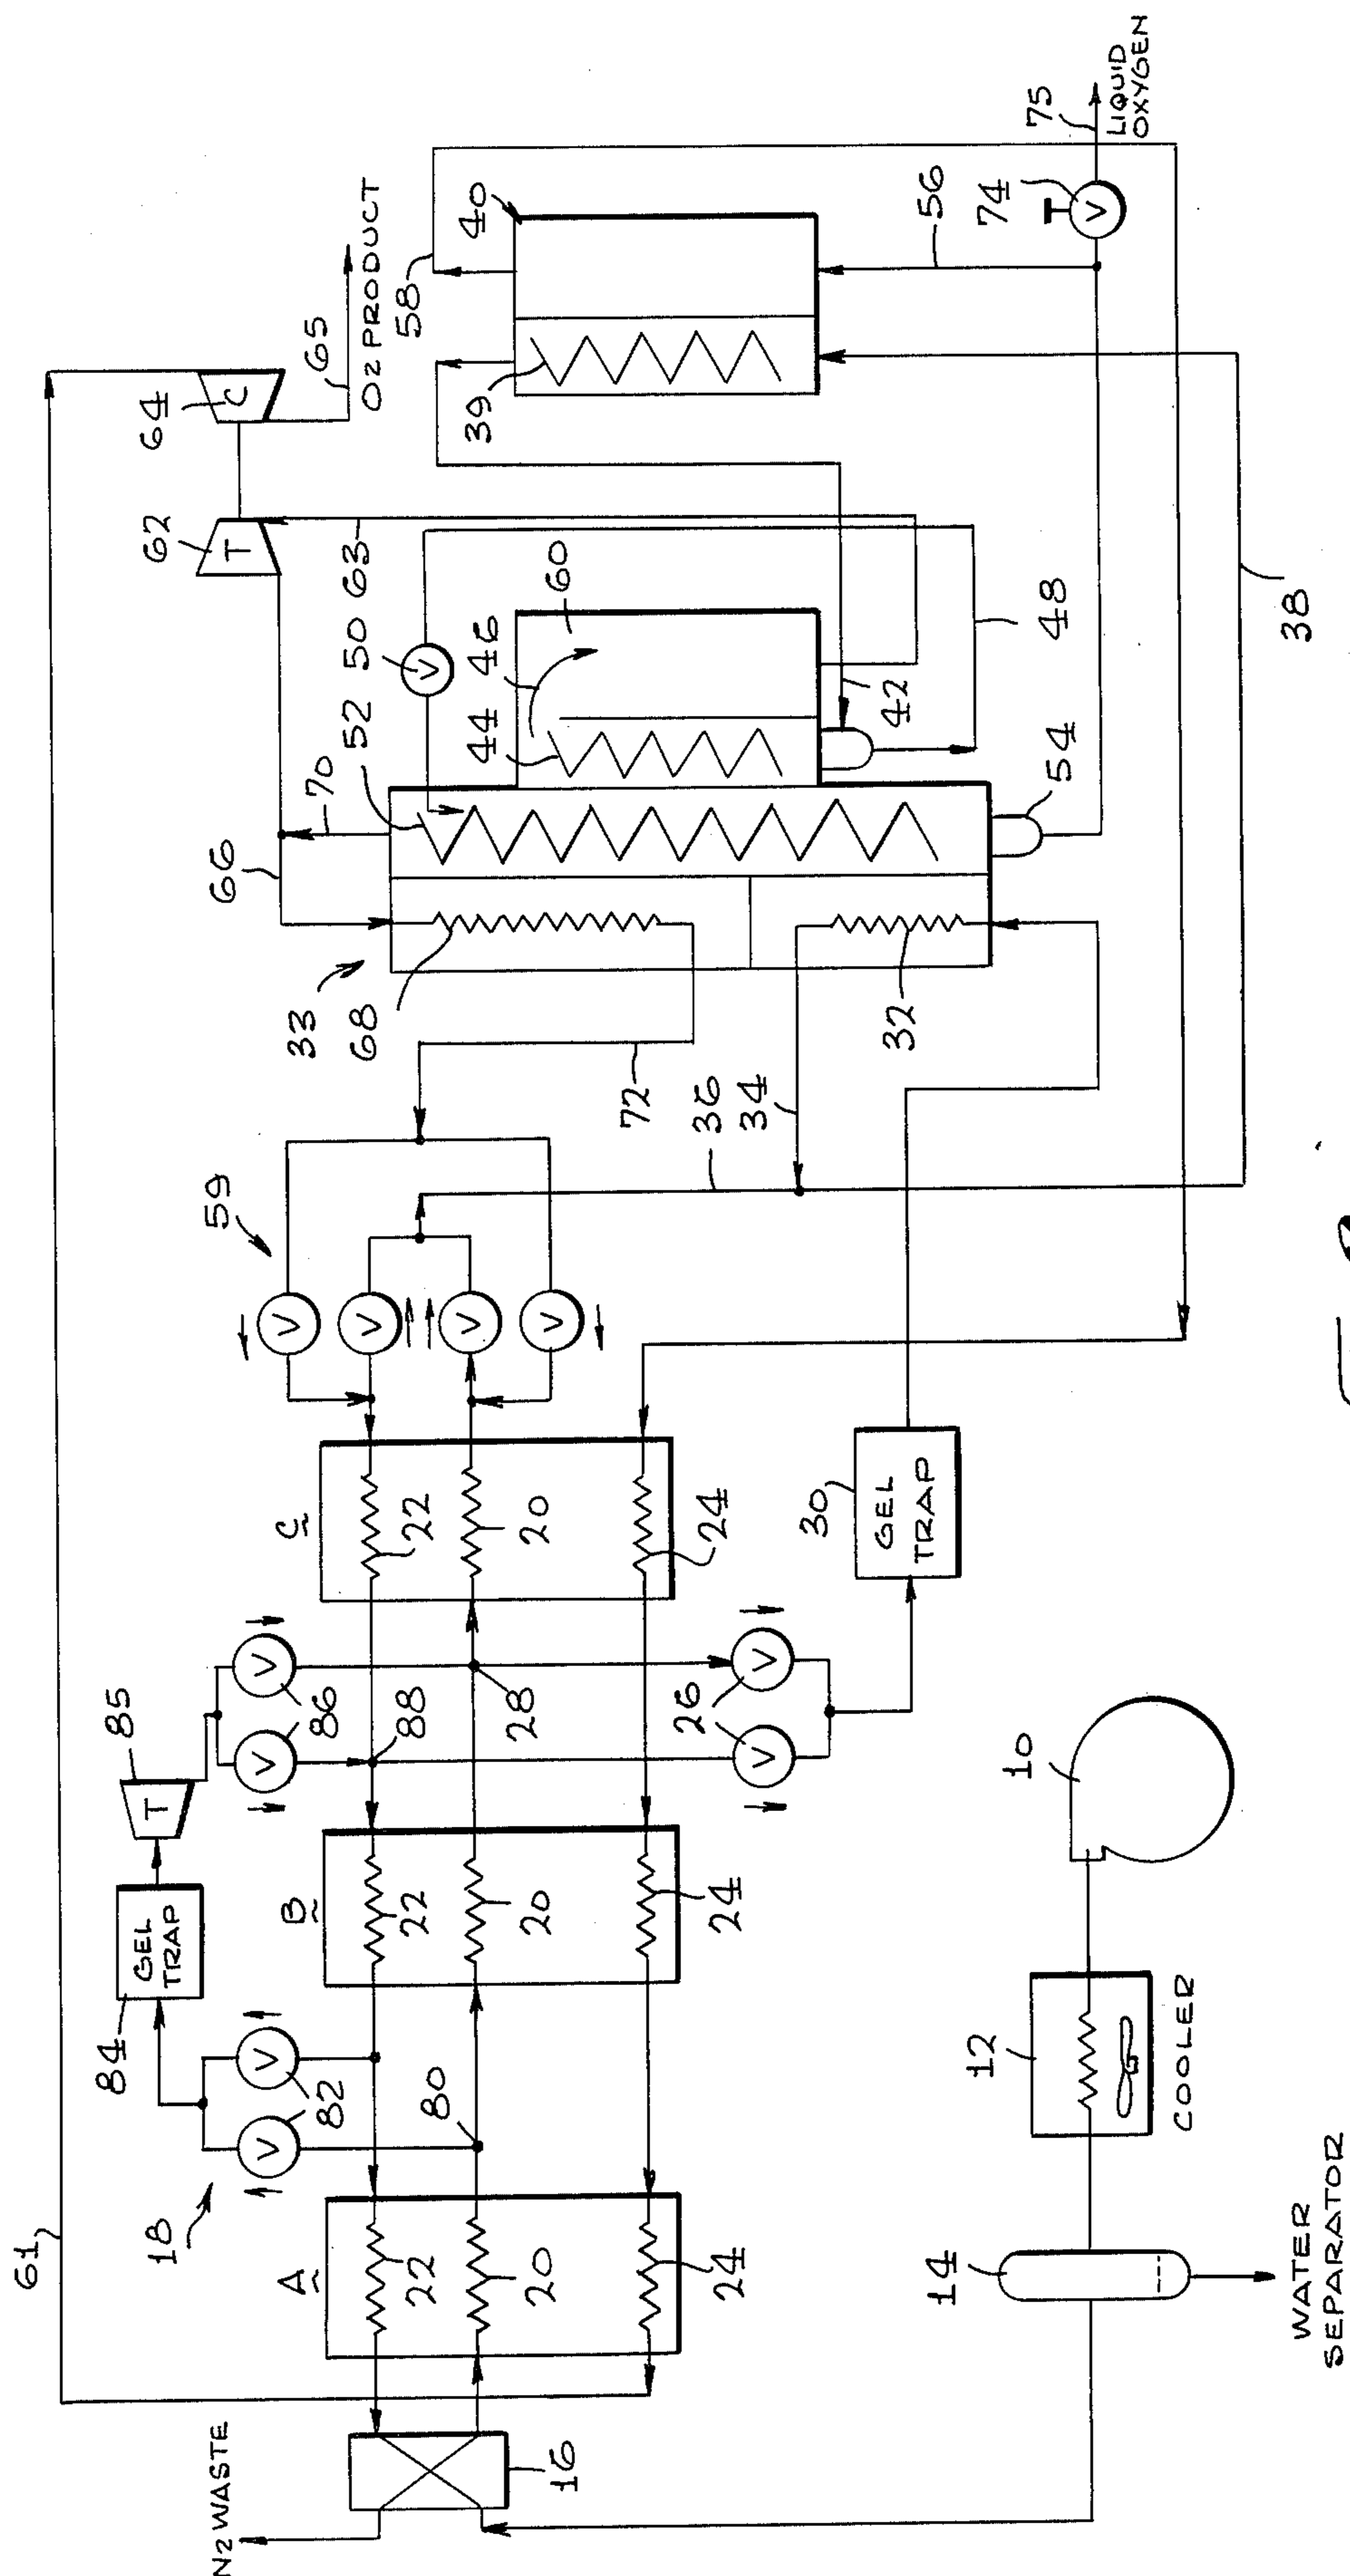 61
84
GEL
TRAP
T
85
18
V
V
82
V
V
86
62
T
64
C
N2 WASTE
59
66
70
65
O2 PRODUCT
A
B
C
V
V
V
V
33
68
52
50
V
63
58
22
22
88
22
80
28
44
46
60
39
40
16
20
20
20
72
24
24
24
V
V
26
36
34
32
42
30
GEL
TRAP
14
12
10
54
48
56
74
V
75
LIQUID
OXYGEN
COOLER
WATER
SEPARATOR
38